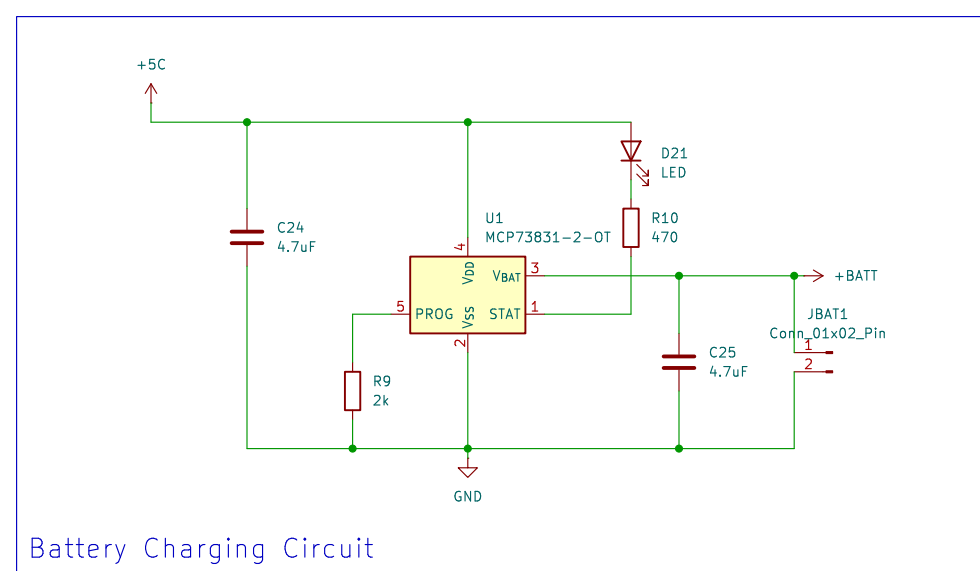 +5C
D21
LED
C24
4.7uF
U1
MCP73831-2-OT
R10
470
4
VDD
VBAT
3
+BATT
5
PROG
VSS
STAT
1
2
JBAT1
Conn_01x02_Pin
1
2
C25
4.7uF
R9
2k
GND
Battery Charging Circuit